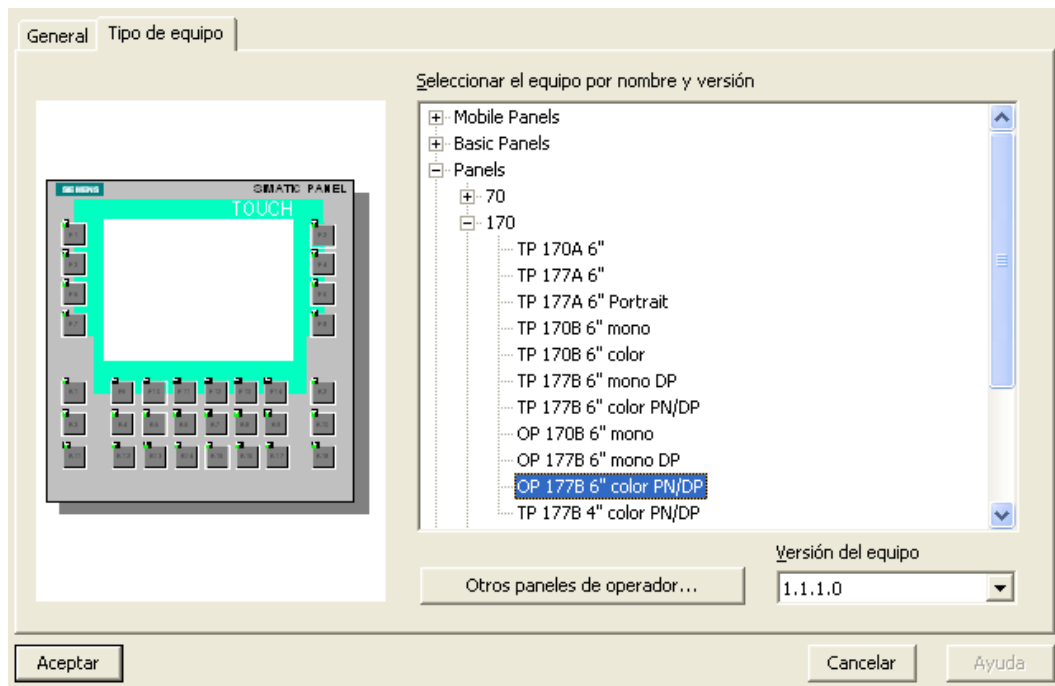 General Tipo de equipo
Seleccionar el equipo por nombre y versión
Mobile Panels
Basic Panels
Panels
70
170
TP 170A 6"
TP 177A 6"
TP 177A 6" Portrait
TP 170B 6" mono
TP 170B 6" color
TP 177B 6" mono DP
TP 177B 6" color PN/DP
OP 170B 6" mono
OP 177B 6" mono DP
OP 177B 6" color PN/DP
TP 177B 4" color PN/DP
SIEMENS SIMATIC PANEL
TOUCH
Versión del equipo
Otros paneles de operador... 1.1.1.0
Aceptar Cancelar Ayuda